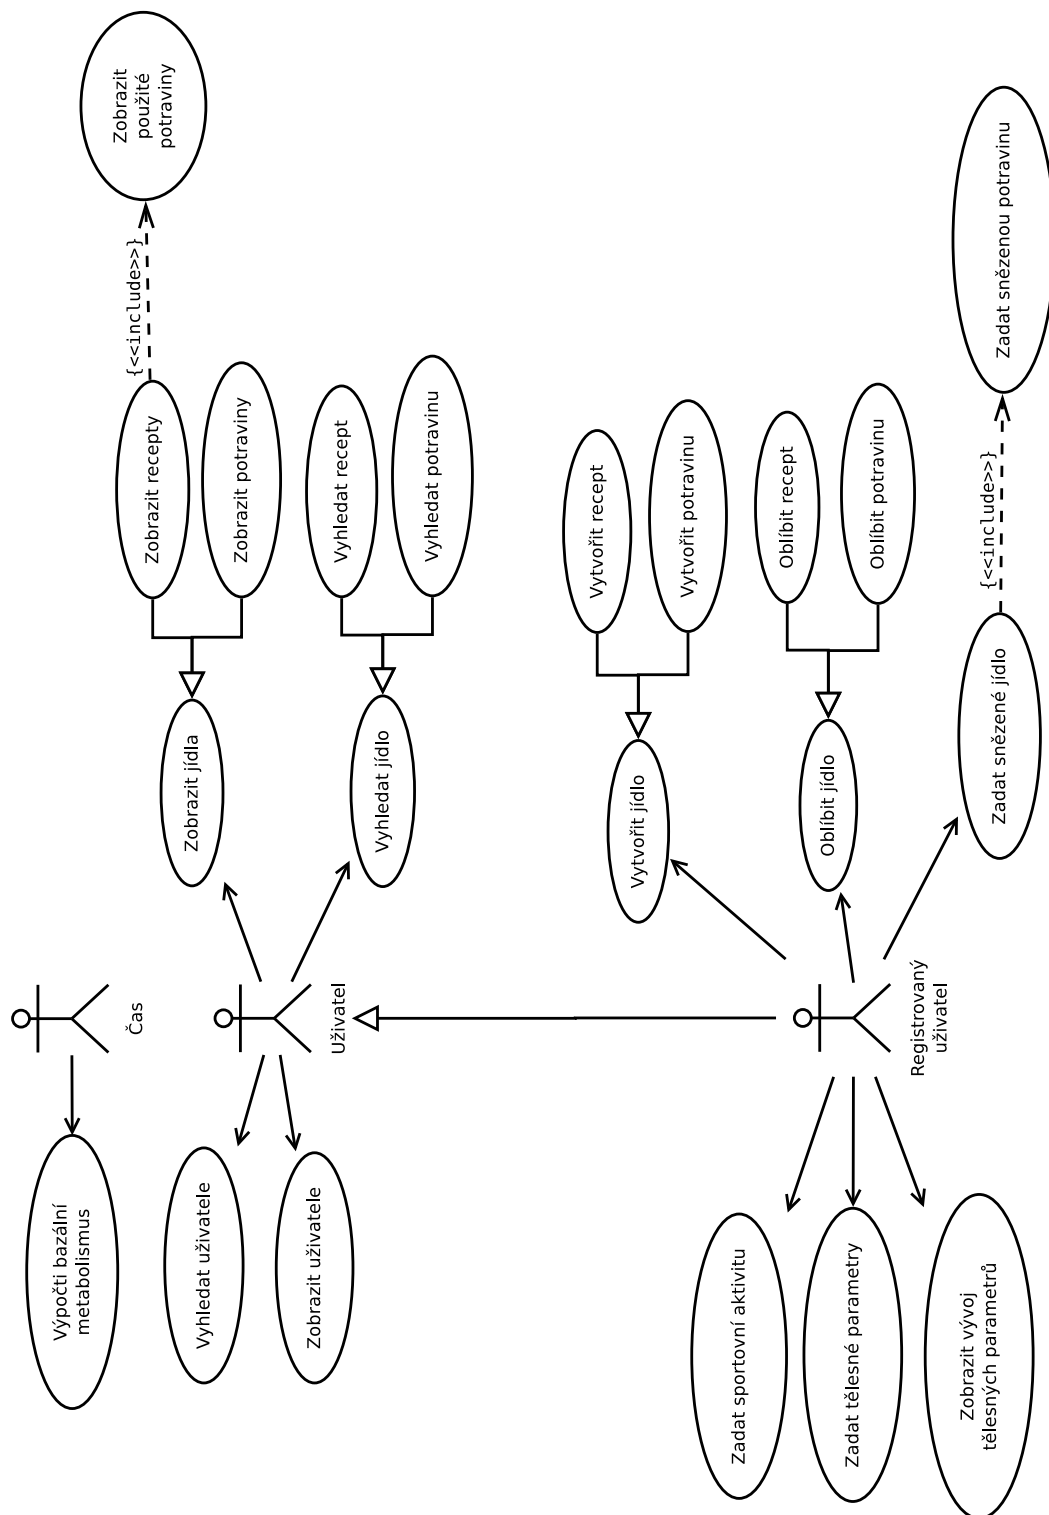 Výpočti bazální
metabolismus
Čas
Zobrazit
použité
potraviny
{<<include>>}
Zobrazit recepty
Zobrazit jídla
Zobrazit potraviny
Vyhledat uživatele
Zobrazit uživatele
Uživatel
Vyhledat recept
Vyhledat jídlo
Vyhledat potravinu
Vytvořit recept
Vytvořit jídlo
Vytvořit potravinu
Zadat sportovní aktivitu
Oblíbit recept
Oblíbit jídlo
Oblíbit potravinu
Zadat tělesné parametry
Registrovaný
uživatel
Zobrazit vývoj
tělesných parametrů
Zadat snězené jídlo
{<<include>>}
Zadat snězenou potravinu